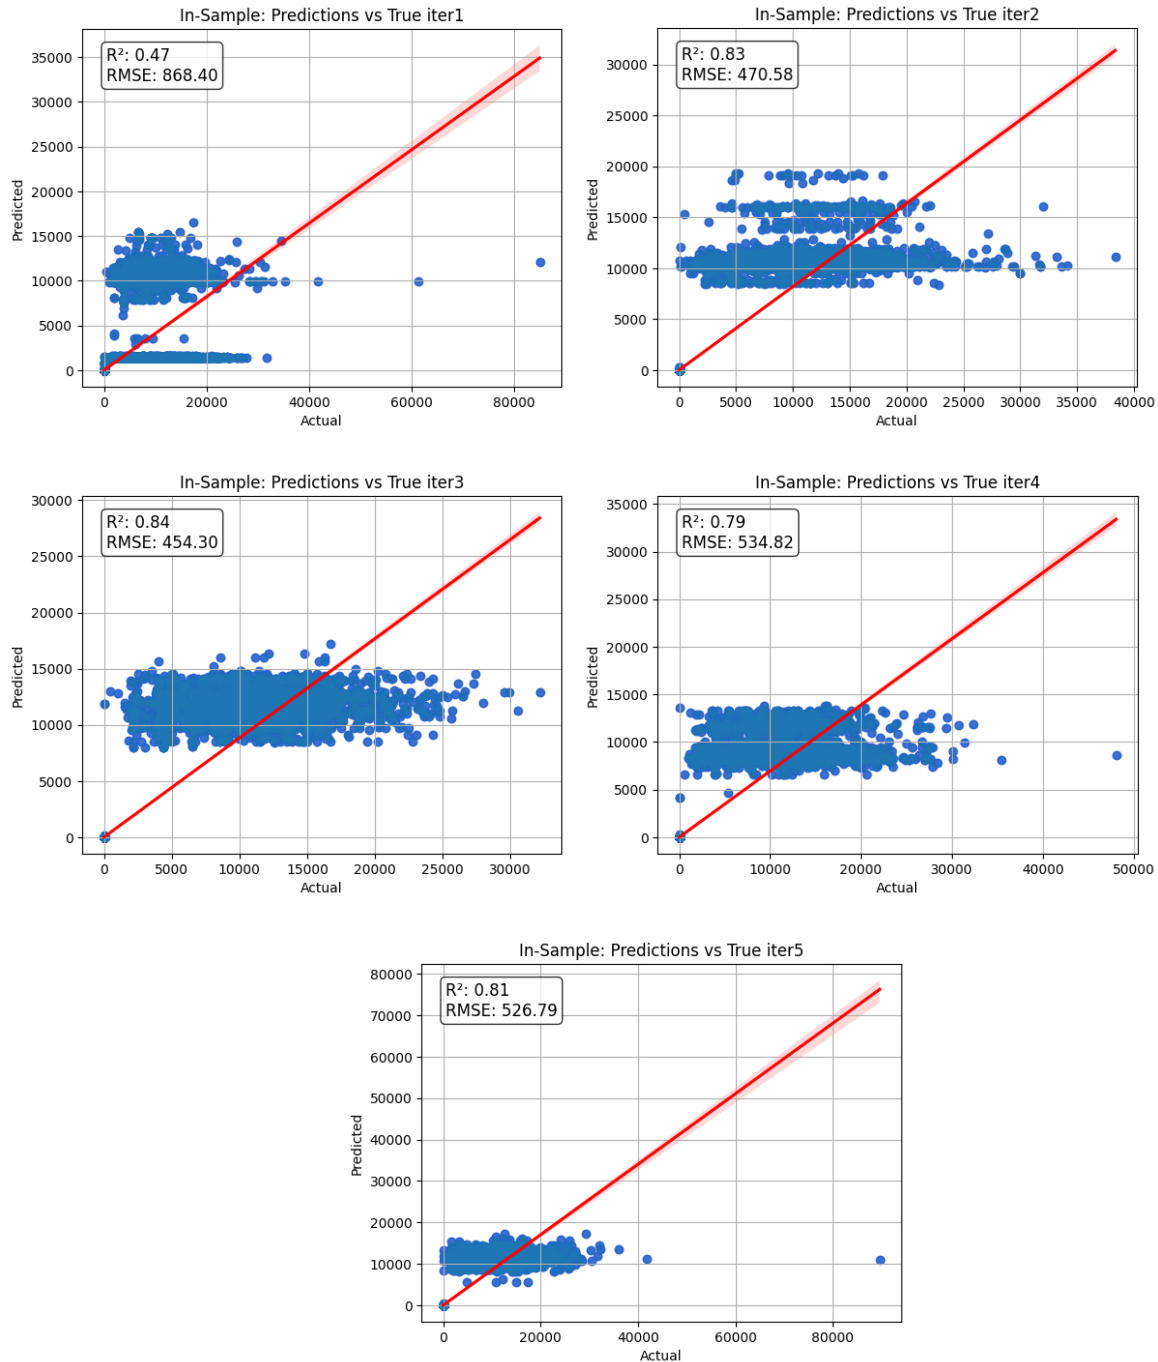 In-Sample: Predictions vs True iter1
R²: 0.47
RMSE: 868.40
35000
30000
25000
20000
15000
10000
5000
0
Predicted
0
20000
40000
60000
80000
Actual
In-Sample: Predictions vs True iter2
R²: 0.83
RMSE: 470.58
30000
25000
20000
15000
10000
5000
0
Predicted
0
5000
10000
15000
20000
25000
30000
35000
40000
Actual
In-Sample: Predictions vs True iter3
R²: 0.84
RMSE: 454.30
30000
25000
20000
15000
10000
5000
0
Predicted
0
5000
10000
15000
20000
25000
30000
Actual
In-Sample: Predictions vs True iter4
R²: 0.79
RMSE: 534.82
35000
30000
25000
20000
15000
10000
5000
0
Predicted
0
10000
20000
30000
40000
50000
Actual
In-Sample: Predictions vs True iter5
R²: 0.81
RMSE: 526.79
80000
70000
60000
50000
40000
30000
20000
10000
0
Predicted
0
20000
40000
60000
80000
Actual